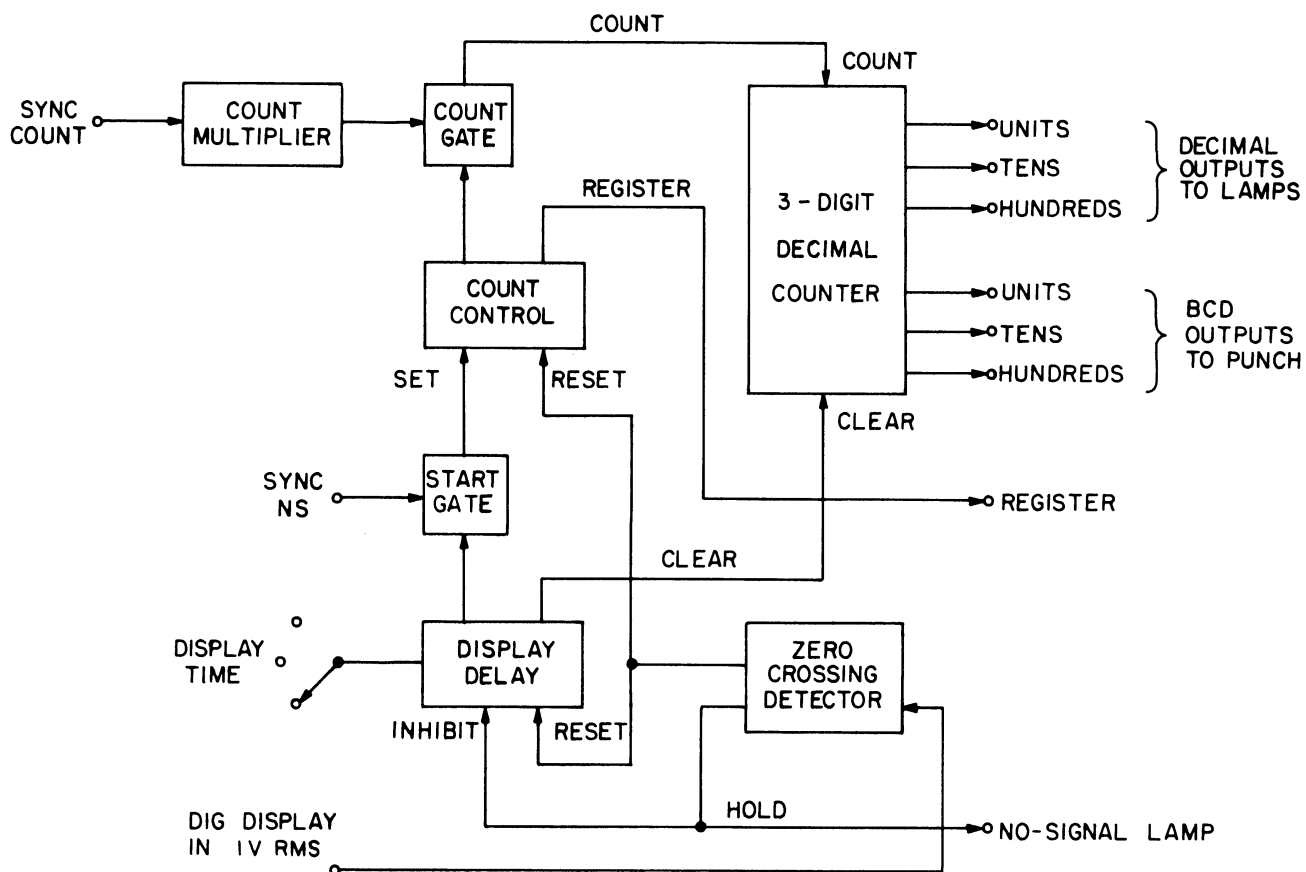 COUNT
COUNT
SYNC
COUNT
COUNT
MULTIPLIER
COUNT
GATE
UNITS
TENS
HUNDREDS
DECIMAL
OUTPUTS
TO LAMPS
REGISTER
3-DIGIT
DECIMAL
COUNTER
COUNT
CONTROL
UNITS
TENS
HUNDREDS
BCD
OUTPUTS
TO PUNCH
SET
RESET
CLEAR
SYNC
NS
START
GATE
REGISTER
CLEAR
DISPLAY
TIME
DISPLAY
DELAY
ZERO
CROSSING
DETECTOR
INHIBIT
RESET
HOLD
NO-SIGNAL LAMP
DIG DISPLAY
IN 1V RMS